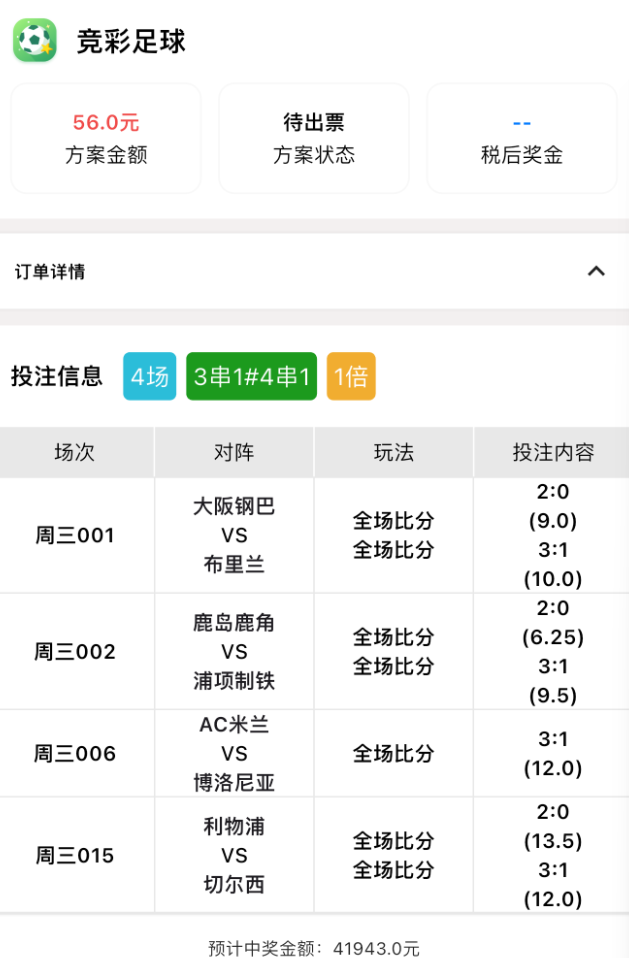 竞彩足球
56.0元
待出票
--
方案金额
方案状态
税后奖金
订单详情
投注信息 4场 3串1#4串1 1倍
场次 对阵 玩法 投注内容
周三001
大阪钢巴
VS
布里兰
全场比分
全场比分
2:0
(9.0)
3:1
(10.0)
周三002
鹿岛鹿角
VS
浦项制铁
全场比分
全场比分
2:0
(6.25)
3:1
(9.5)
周三006
AC米兰
VS
博洛尼亚
全场比分
3:1
(12.0)
周三015
利物浦
VS
切尔西
全场比分
全场比分
2:0
(13.5)
3:1
(12.0)
预计中奖金额：41943.0元